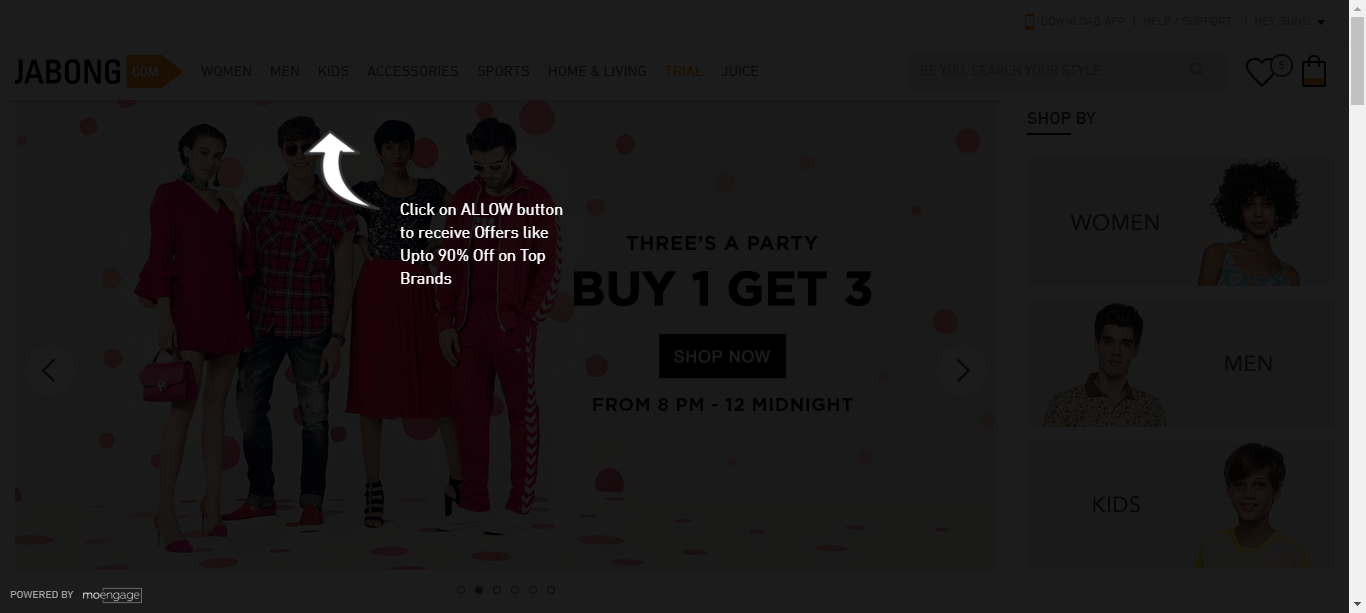 DOWNLOAD APP | HELP / SUPPORT | HEY, SUNIL
JABONG COM WOMEN MEN KIDS ACCESSORIES SPORTS HOME & LIVING TRIAL JUICE BE YOU. SEARCH YOUR STYLE 5
SHOP BY
Click on ALLOW button
to receive Offers like
Upto 90% Off on Top
Brands
THREE'S A PARTY
BUY 1 GET 3
SHOP NOW
FROM 8 PM - 12 MIDNIGHT
WOMEN
MEN
KIDS
POWERED BY moengage